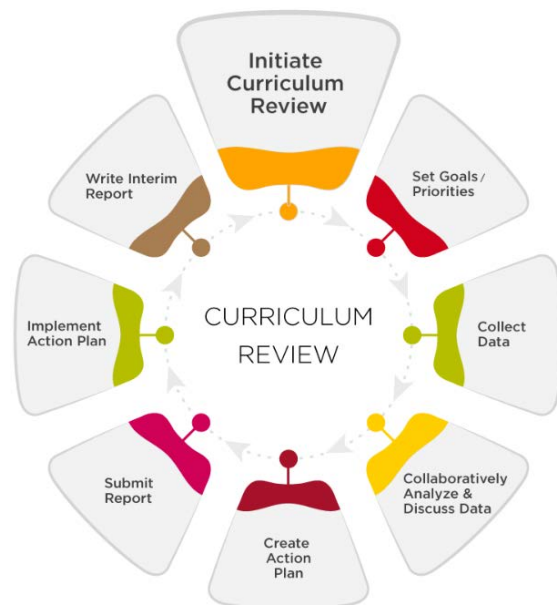 Initiate
Curriculum
Review
Set Goals /
Priorities
Collect
Data
Collaboratively
Analyze &
Discuss Data
Create
Action
Plan
Submit
Report
Implement
Action Plan
Write Interim
Report
CURRICULUM
REVIEW